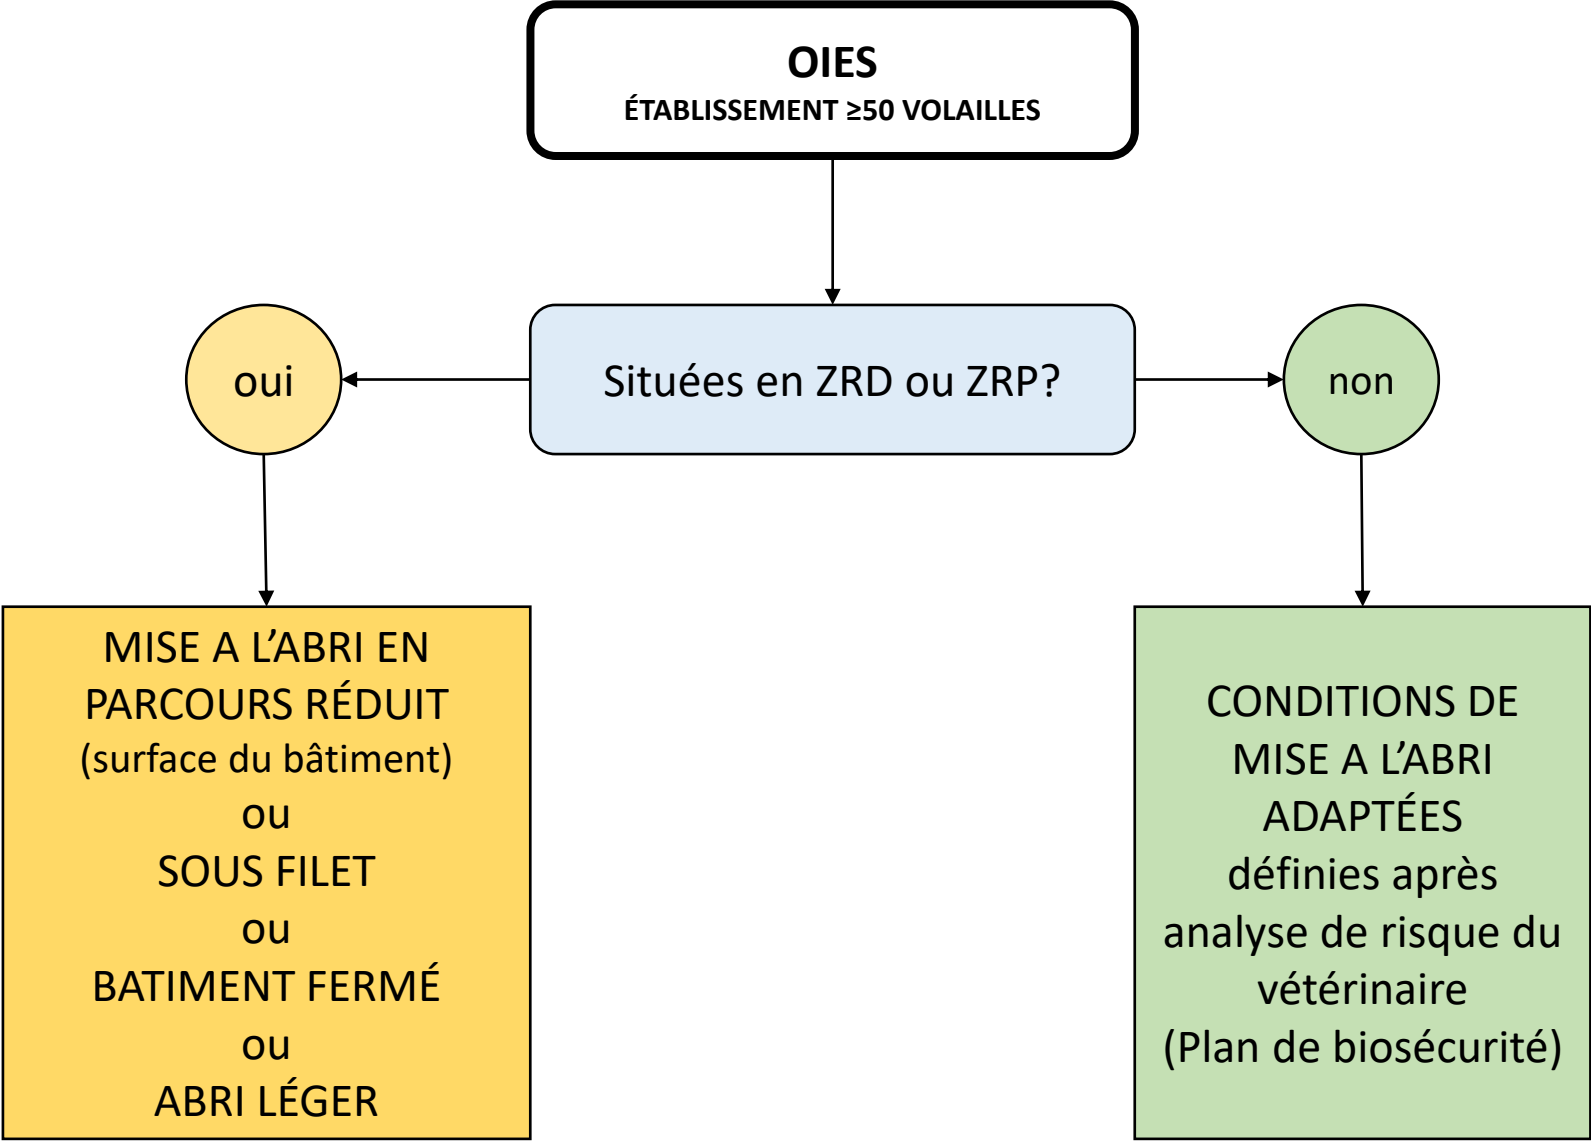 OIES
ÉTABLISSEMENT ≥50 VOLAILLES
oui
Situées en ZRD ou ZRP?
non
MISE A L’ABRI EN
PARCOURS RÉDUIT
(surface du bâtiment)
ou
SOUS FILET
ou
BATIMENT FERMÉ
ou
ABRI LÉGER
CONDITIONS DE
MISE A L’ABRI
ADAPTÉES
définies après
analyse de risque du
vétérinaire
(Plan de biosécurité)